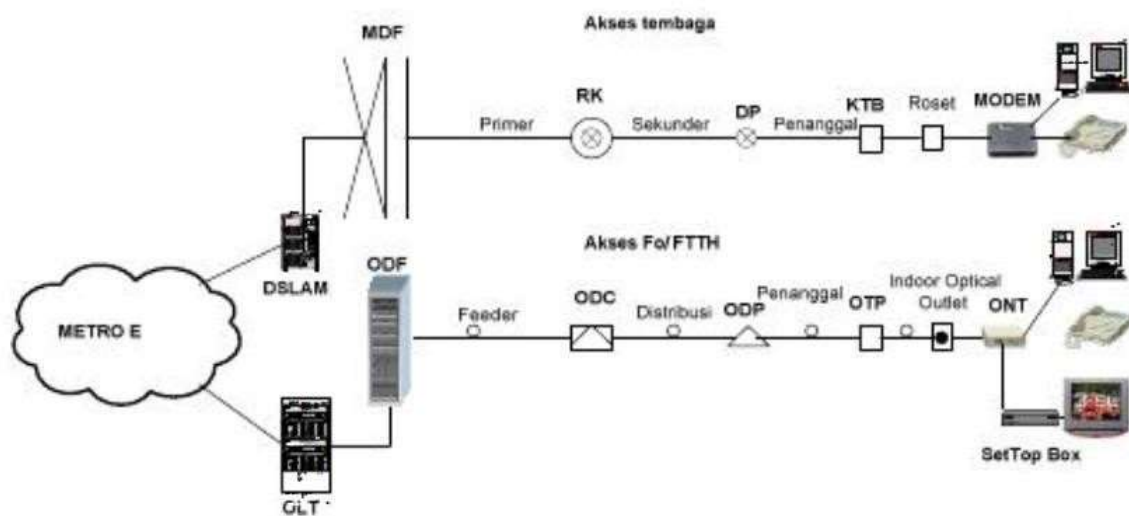 Akses tembaga
MDF
RK
Primer
Sekunder
DP
Penanggal
KTB
Roset
MODEM
Akses Fo/FTTH
DSLAM
ODF
METRO E
Feeder
ODC
Distribusi
ODP
Penanggal
OTP
Indoor Optical
Outlet
ONT
SetTop Box
OLT